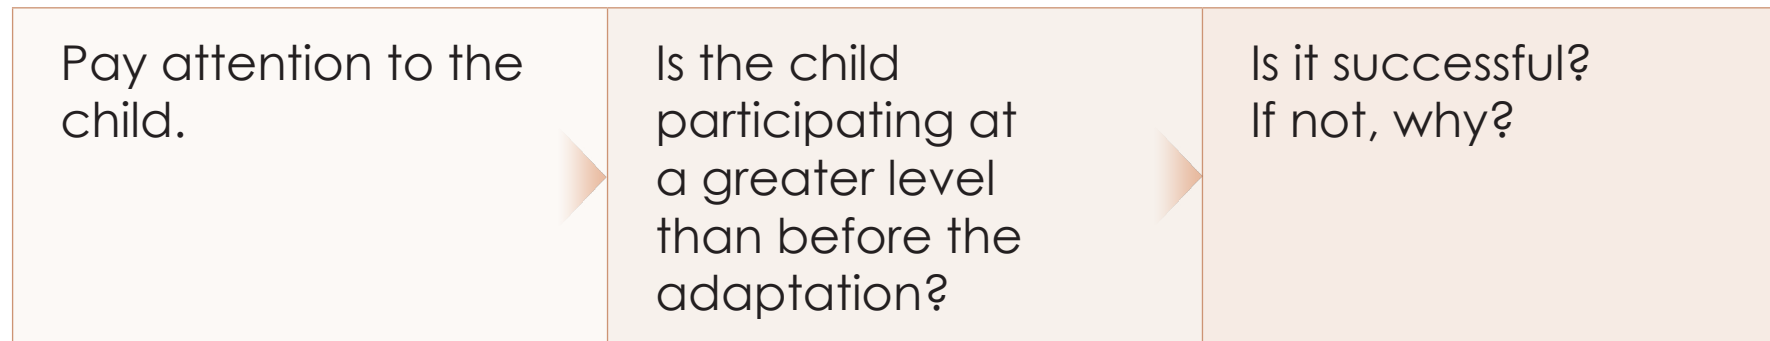 Pay attention to the
child.
Is the child
participating at
a greater level
than before the
adaptation?
Is it successful?
If not, why?